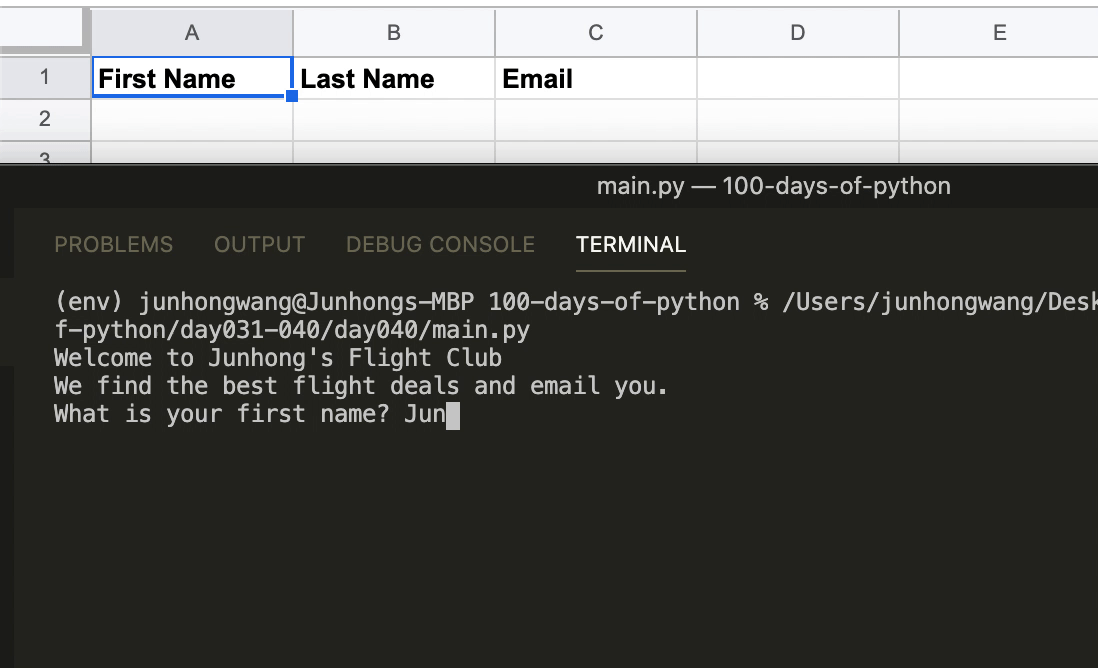 A B C D E
1 First Name Last Name Email
2
3
main.py — 100-days-of-python
PROBLEMS OUTPUT DEBUG CONSOLE TERMINAL
(env) junhongwang@Junhongs-MBP 100-days-of-python % /Users/junhongwang/Desk
f-python/day031-040/day040/main.py
Welcome to Junhong's Flight Club
We find the best flight deals and email you.
What is your first name? Jun